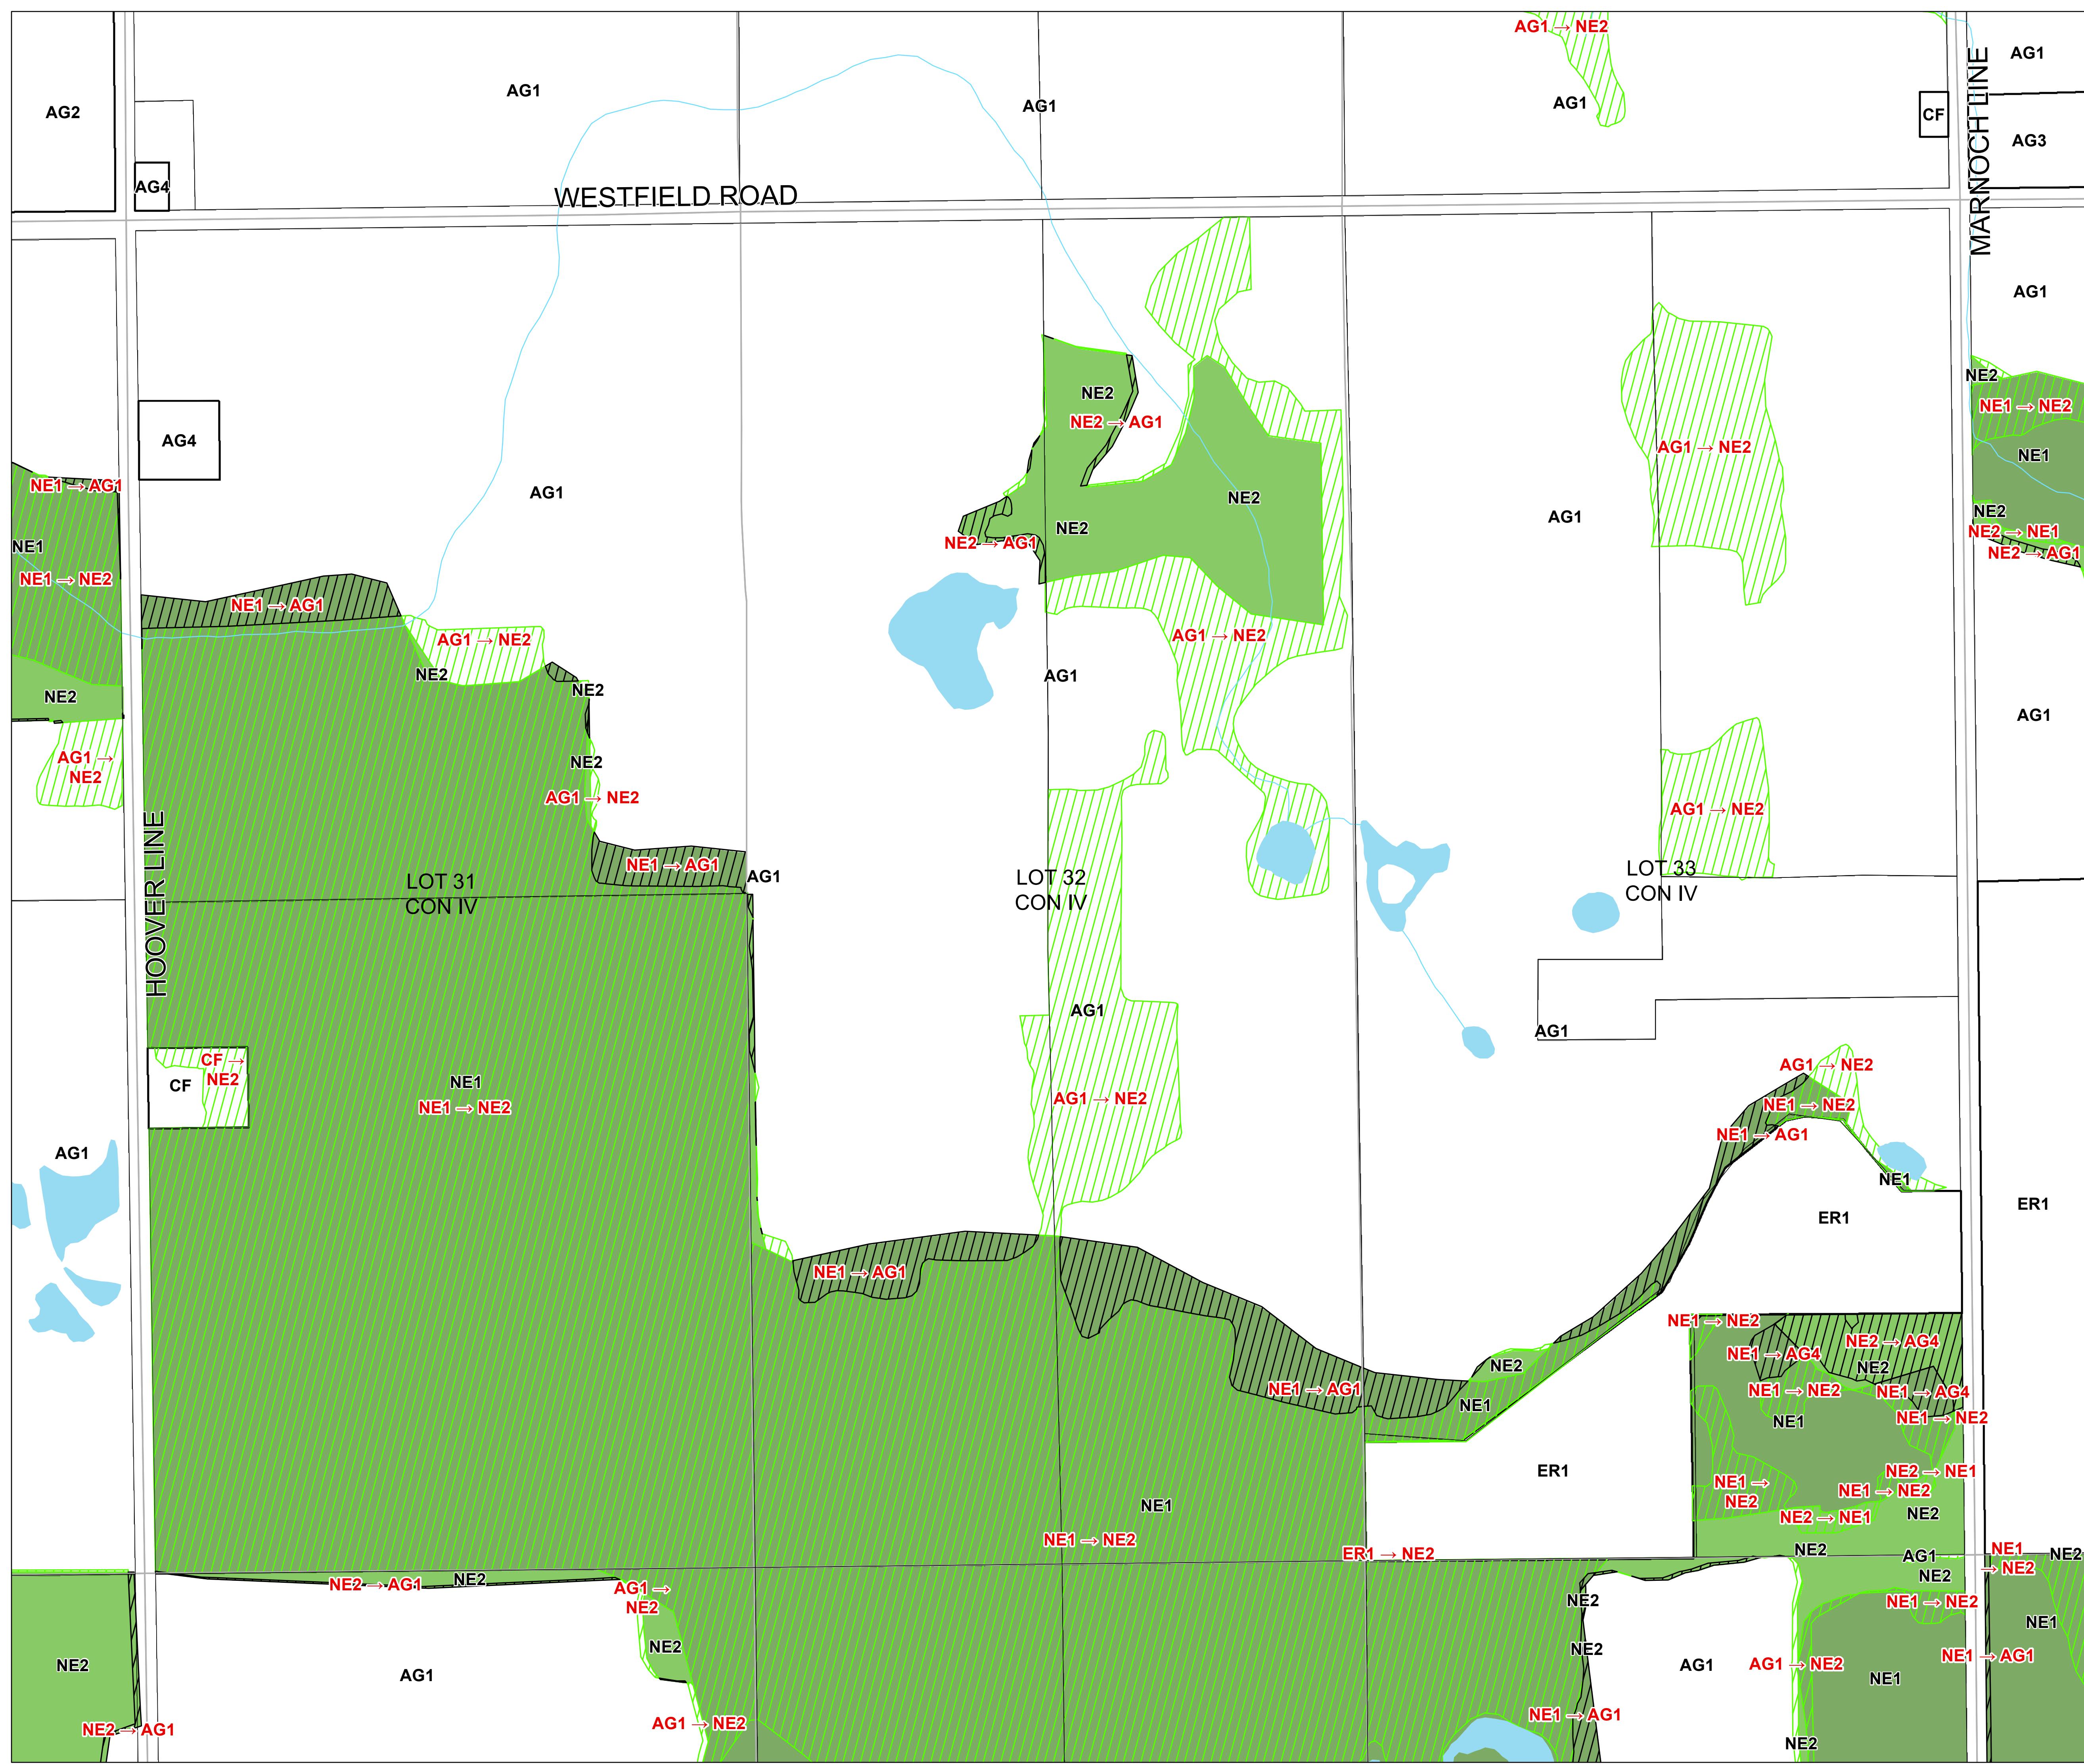 AG1 → NE2
AG1
MARNOCH LINE
AG1
AG1
AG1
AG2
CF
AG3
AG4
WESTFIELD ROAD
AG1
NE2
NE2
NE1 → NE2
NE2 → AG1
AG4
AG1 → NE2
NE1
NE1 → AG1
AG1
NE2
NE2
NE2
AG1
NE2 → NE1
NE2 → AG1
NE2 → AG1
NE1
NE1 → NE2
NE1 → AG1
AG1 → NE2
AG1 → NE2
NE2
AG1
NE2
NE2
AG1
AG1 →
NE2
NE2
AG1 → NE2
AG1 → NE2
HOOVER LINE
NE1 → AG1
AG1
LOT 31
CON IV
LOT 32
CON IV
LOT 33
CON IV
AG1
AG1
CF →
NE2
CF
NE1
NE1 → NE2
AG1 → NE2
AG1 → NE2
NE1 → NE2
NE1 → AG1
AG1
NE1
ER1
ER1
NE1 → AG1
NE1 → NE2
NE2 → AG4
NE1 → AG4
NE2
NE2
NE1 → AG1
NE1 → NE2
NE1 → AG4
NE1
NE1
NE1 → NE2
ER1
NE2 → NE1
NE1 →
NE2
NE1 → NE2
NE1
NE2
NE2 → NE1
NE1 → NE2
ER1 → NE2
NE2
AG1
NE1
→ NE2
NE2
NE2 → AG1
NE2
AG1 →
NE2
NE2
NE2
NE1 → NE2
NE1
NE2
NE2
NE1 → AG1
NE2
AG1
AG1
AG1 → NE2
NE1
NE1 → AG1
AG1 → NE2
NE2 → AG1
NE2